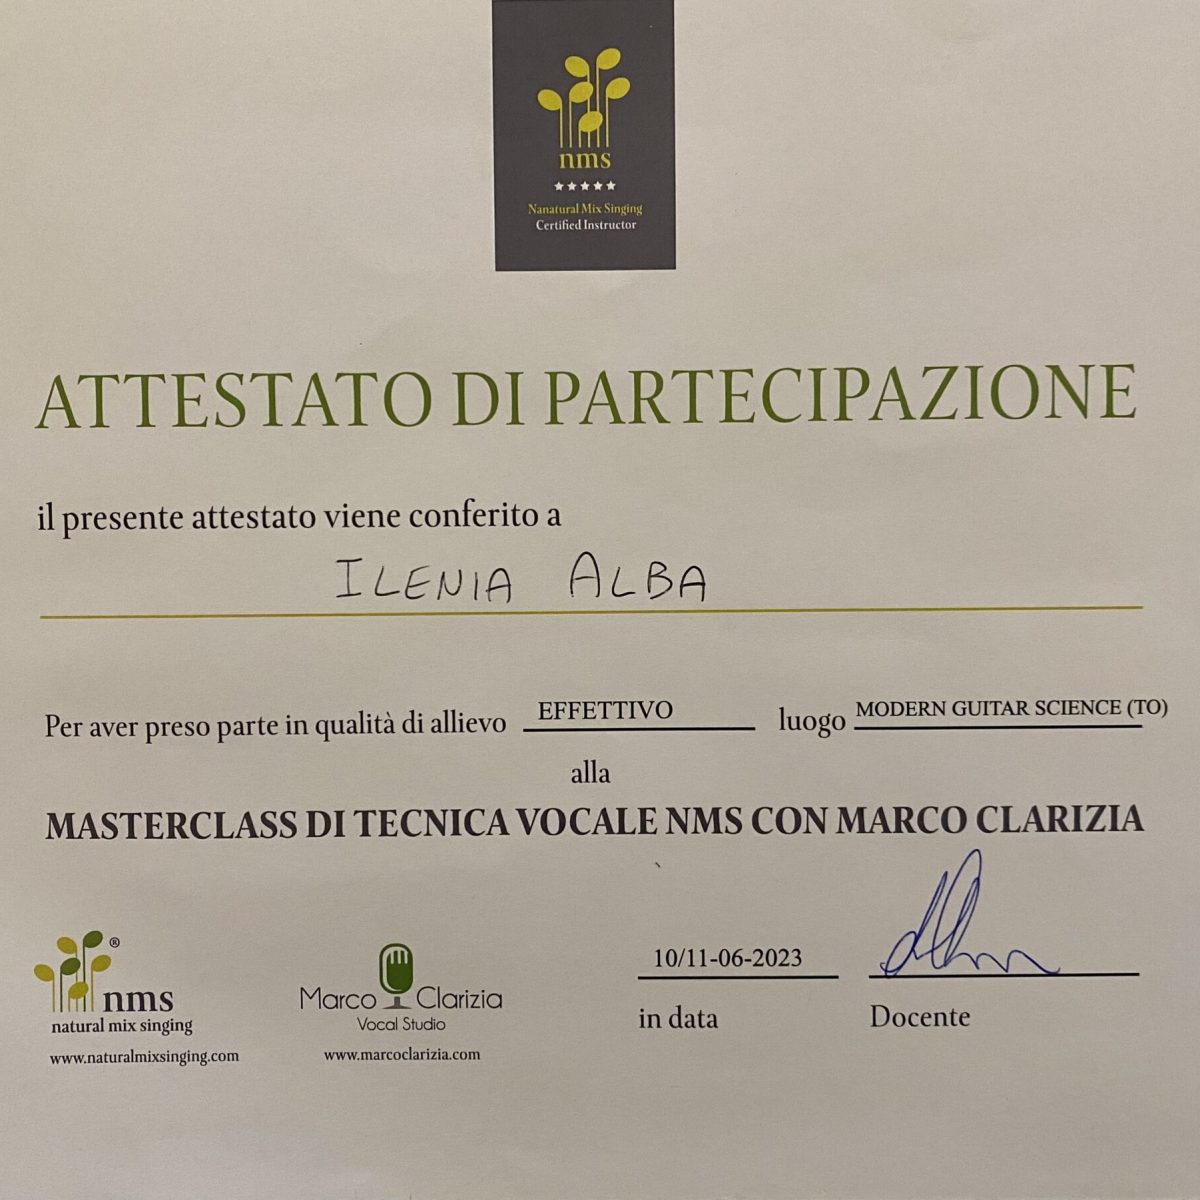 nms
Nanatural Mix Singing
Certified Instructor
ATTESTATO DI PARTECIPAZIONE
il presente attestato viene conferito a
ILENIA ALBA
Per aver preso parte in qualità di allievo EFFETTIVO luogo MODERN GUITAR SCIENCE (TO)
alla
MASTERCLASS DI TECNICA VOCALE NMS CON MARCO CLARIZIA
nms ®
natural mix singing
www.naturalmixsinging.com
Marco Clarizia
Vocal Studio
www.marcoclarizia.com
10/11-06-2023
in data
Docente